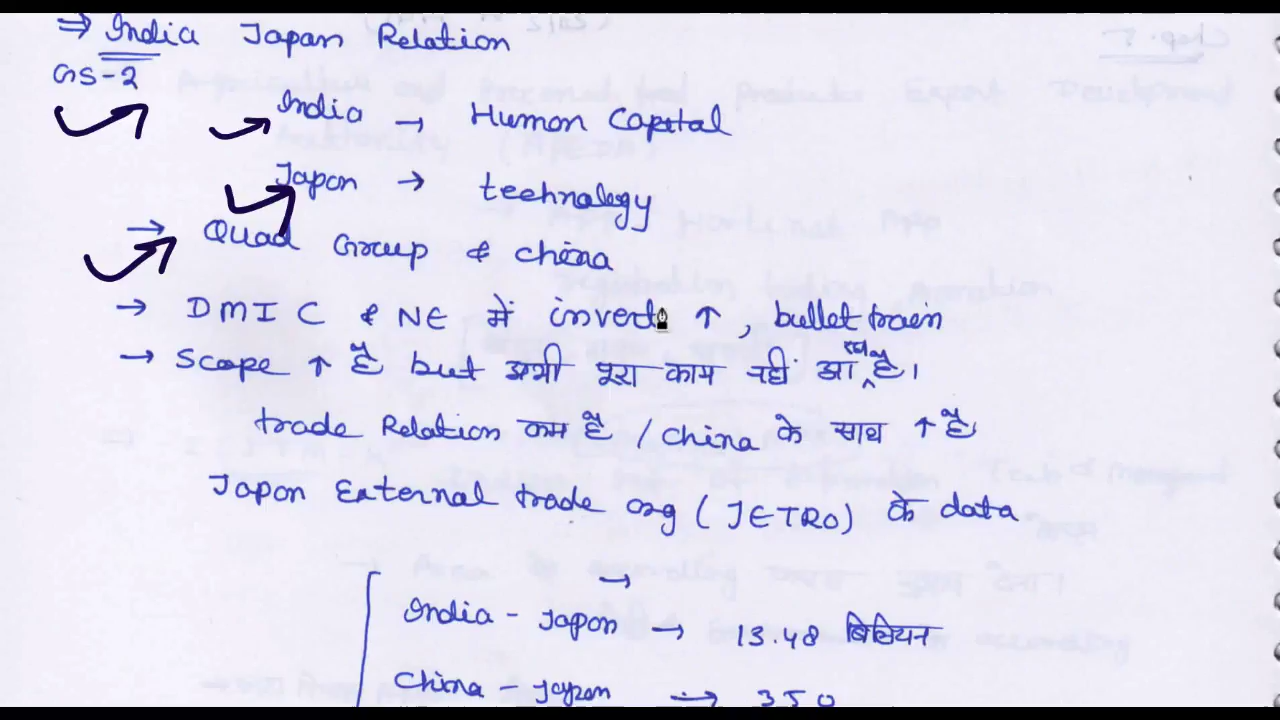 ⇒ India Japan Relation
GS-2
India → Human Capital
Japan → technology
→ Quad Group & china
→ DMIC & NE में invest ↑, bullet train
→ Scope ↑ है but अभी पूरा काम नहीं आ रहा है।
trade Relation कम है / China के साथ ↑ है
Japan External trade org (JETRO) के data
→
India - Japan → 13.48 बिलियन
China - Japan → 350